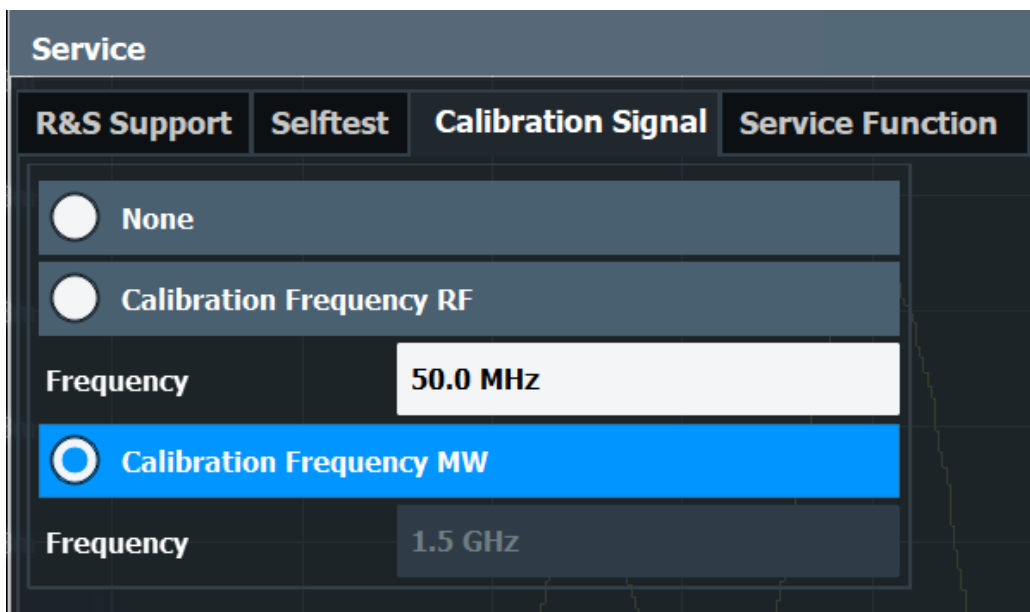 Service
R&S Support Selftest Calibration Signal Service Function
None
Calibration Frequency RF
Frequency 50.0 MHz
Calibration Frequency MW
Frequency 1.5 GHz